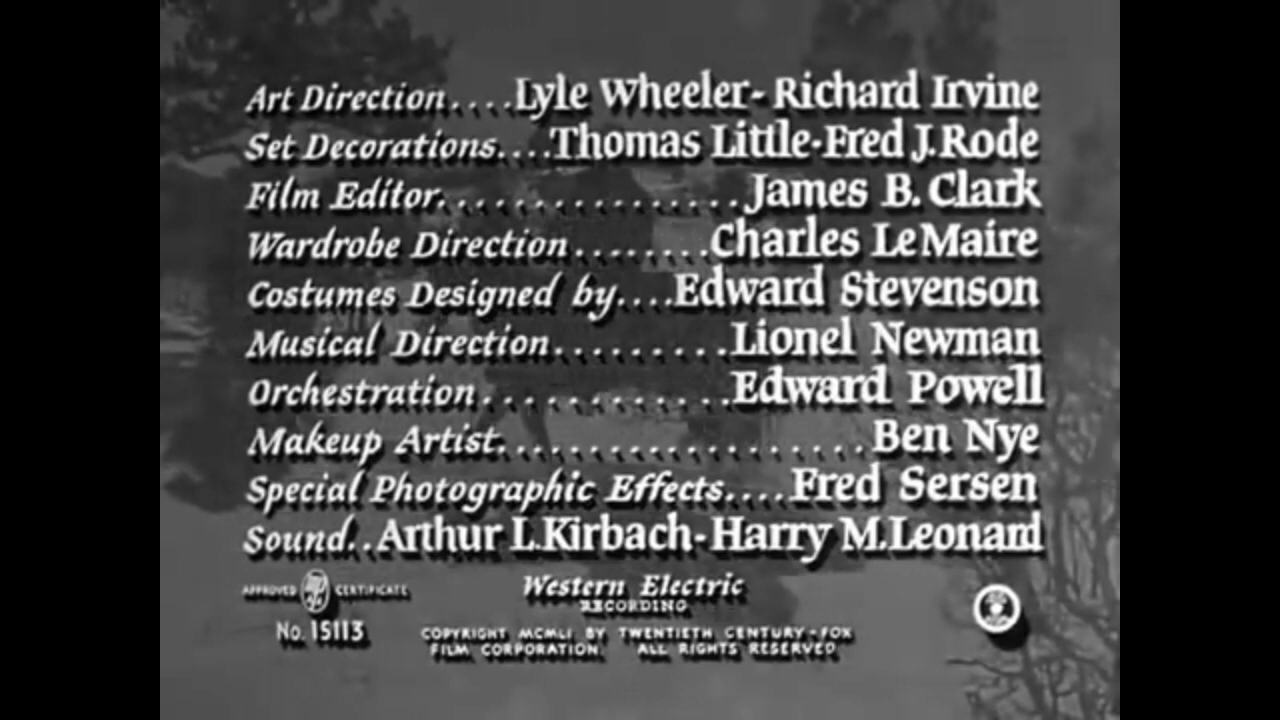 Art Direction....Lyle Wheeler-Richard Irvine
Set Decorations....Thomas Little-Fred J. Rode
Film Editor................James B. Clark
Wardrobe Direction........Charles LeMaire
Costumes Designed by....Edward Stevenson
Musical Direction.........Lionel Newman
Orchestration............Edward Powell
Makeup Artist...................Ben Nye
Special Photographic Effects....Fred Sersen
Sound..Arthur L. Kirbach-Harry M. Leonard
APPROVED CERTIFICATE
No. 15113
Western Electric
RECORDING
COPYRIGHT MCMLI BY TWENTIETH CENTURY-FOX
FILM CORPORATION. ALL RIGHTS RESERVED